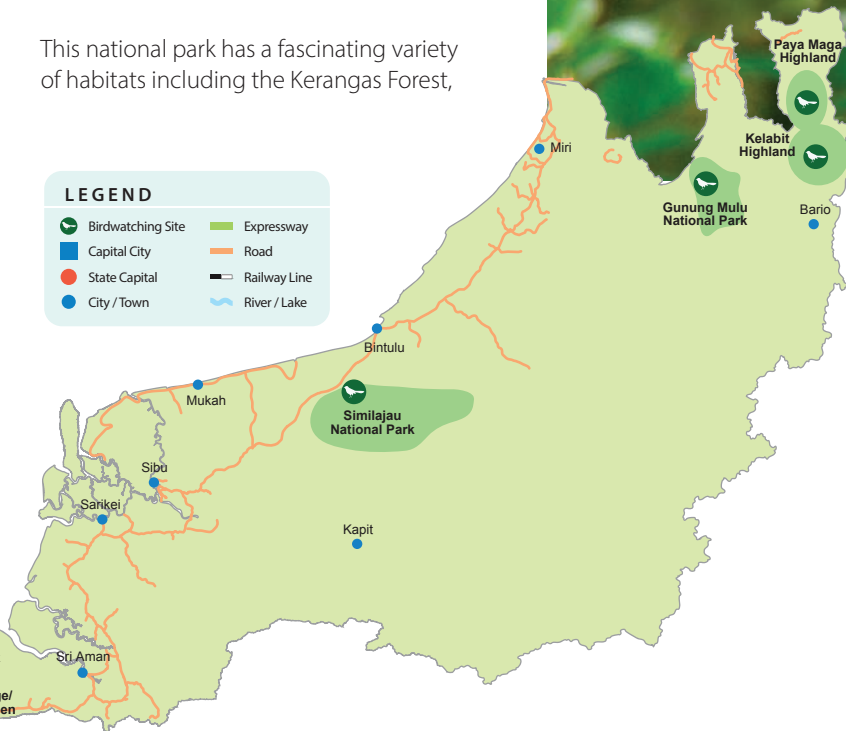 This national park has a fascinating variety
of habitats including the Kerangas Forest,
Paya Maga
Highland
Kelabit
Highland
Miri
Gunung Mulu
National Park
Bario
LEGEND
Birdwatching Site
Expressway
Capital City
Road
State Capital
Railway Line
City / Town
River / Lake
Bintulu
Mukah
Similajau
National Park
Sibu
Sarikei
Kapit
Sri Aman